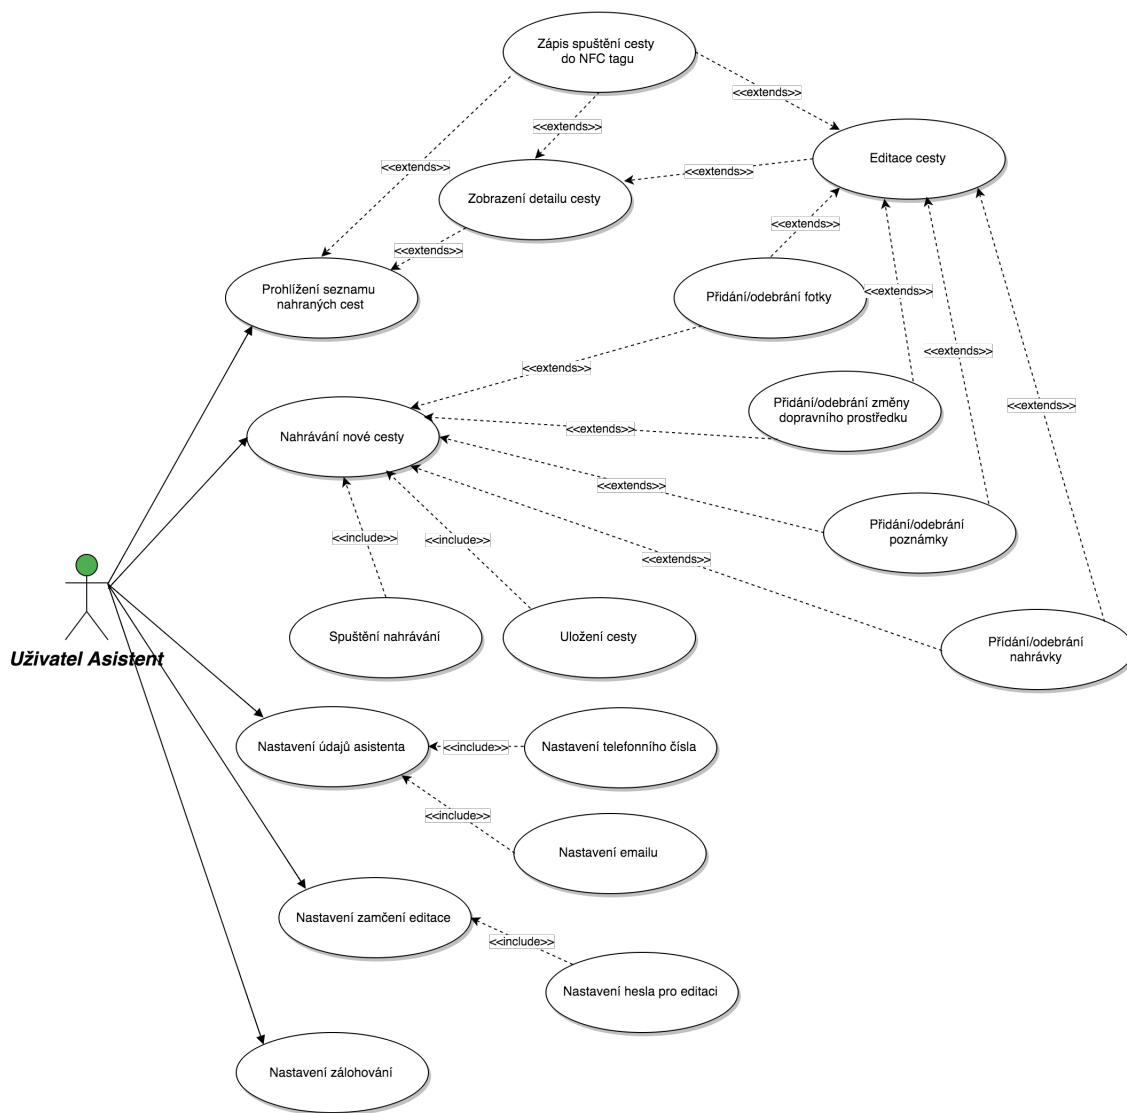 Zápis spuštění cesty
do NFC tagu
<<extends>>
<<extends>>
Editace cesty
<<extends>>
<<extends>>
Zobrazení detailu cesty
<<extends>>
<<extends>>
Prohlížení seznamu
nahraných cest
Přidání/odebrání fotky
<<extends>>
<<extends>>
<<extends>>
Přidání/odebrání změny
dopravního prostředku
<<extends>>
Nahrávání nové cesty
<<extends>>
<<extends>>
Přidání/odebrání
poznámky
<<include>>
<<include>>
<<extends>>
Spuštění nahrávání
Uložení cesty
Přídání/odebrání
nahrávky
Uživatel Asistent
Nastavení údajů asistenta
<<include>>
Nastavení telefonního čísla
<<include>>
Nastavení emailu
Nastavení zamčení editace
<<include>>
Nastavení hesla pro editaci
Nastavení zálohování